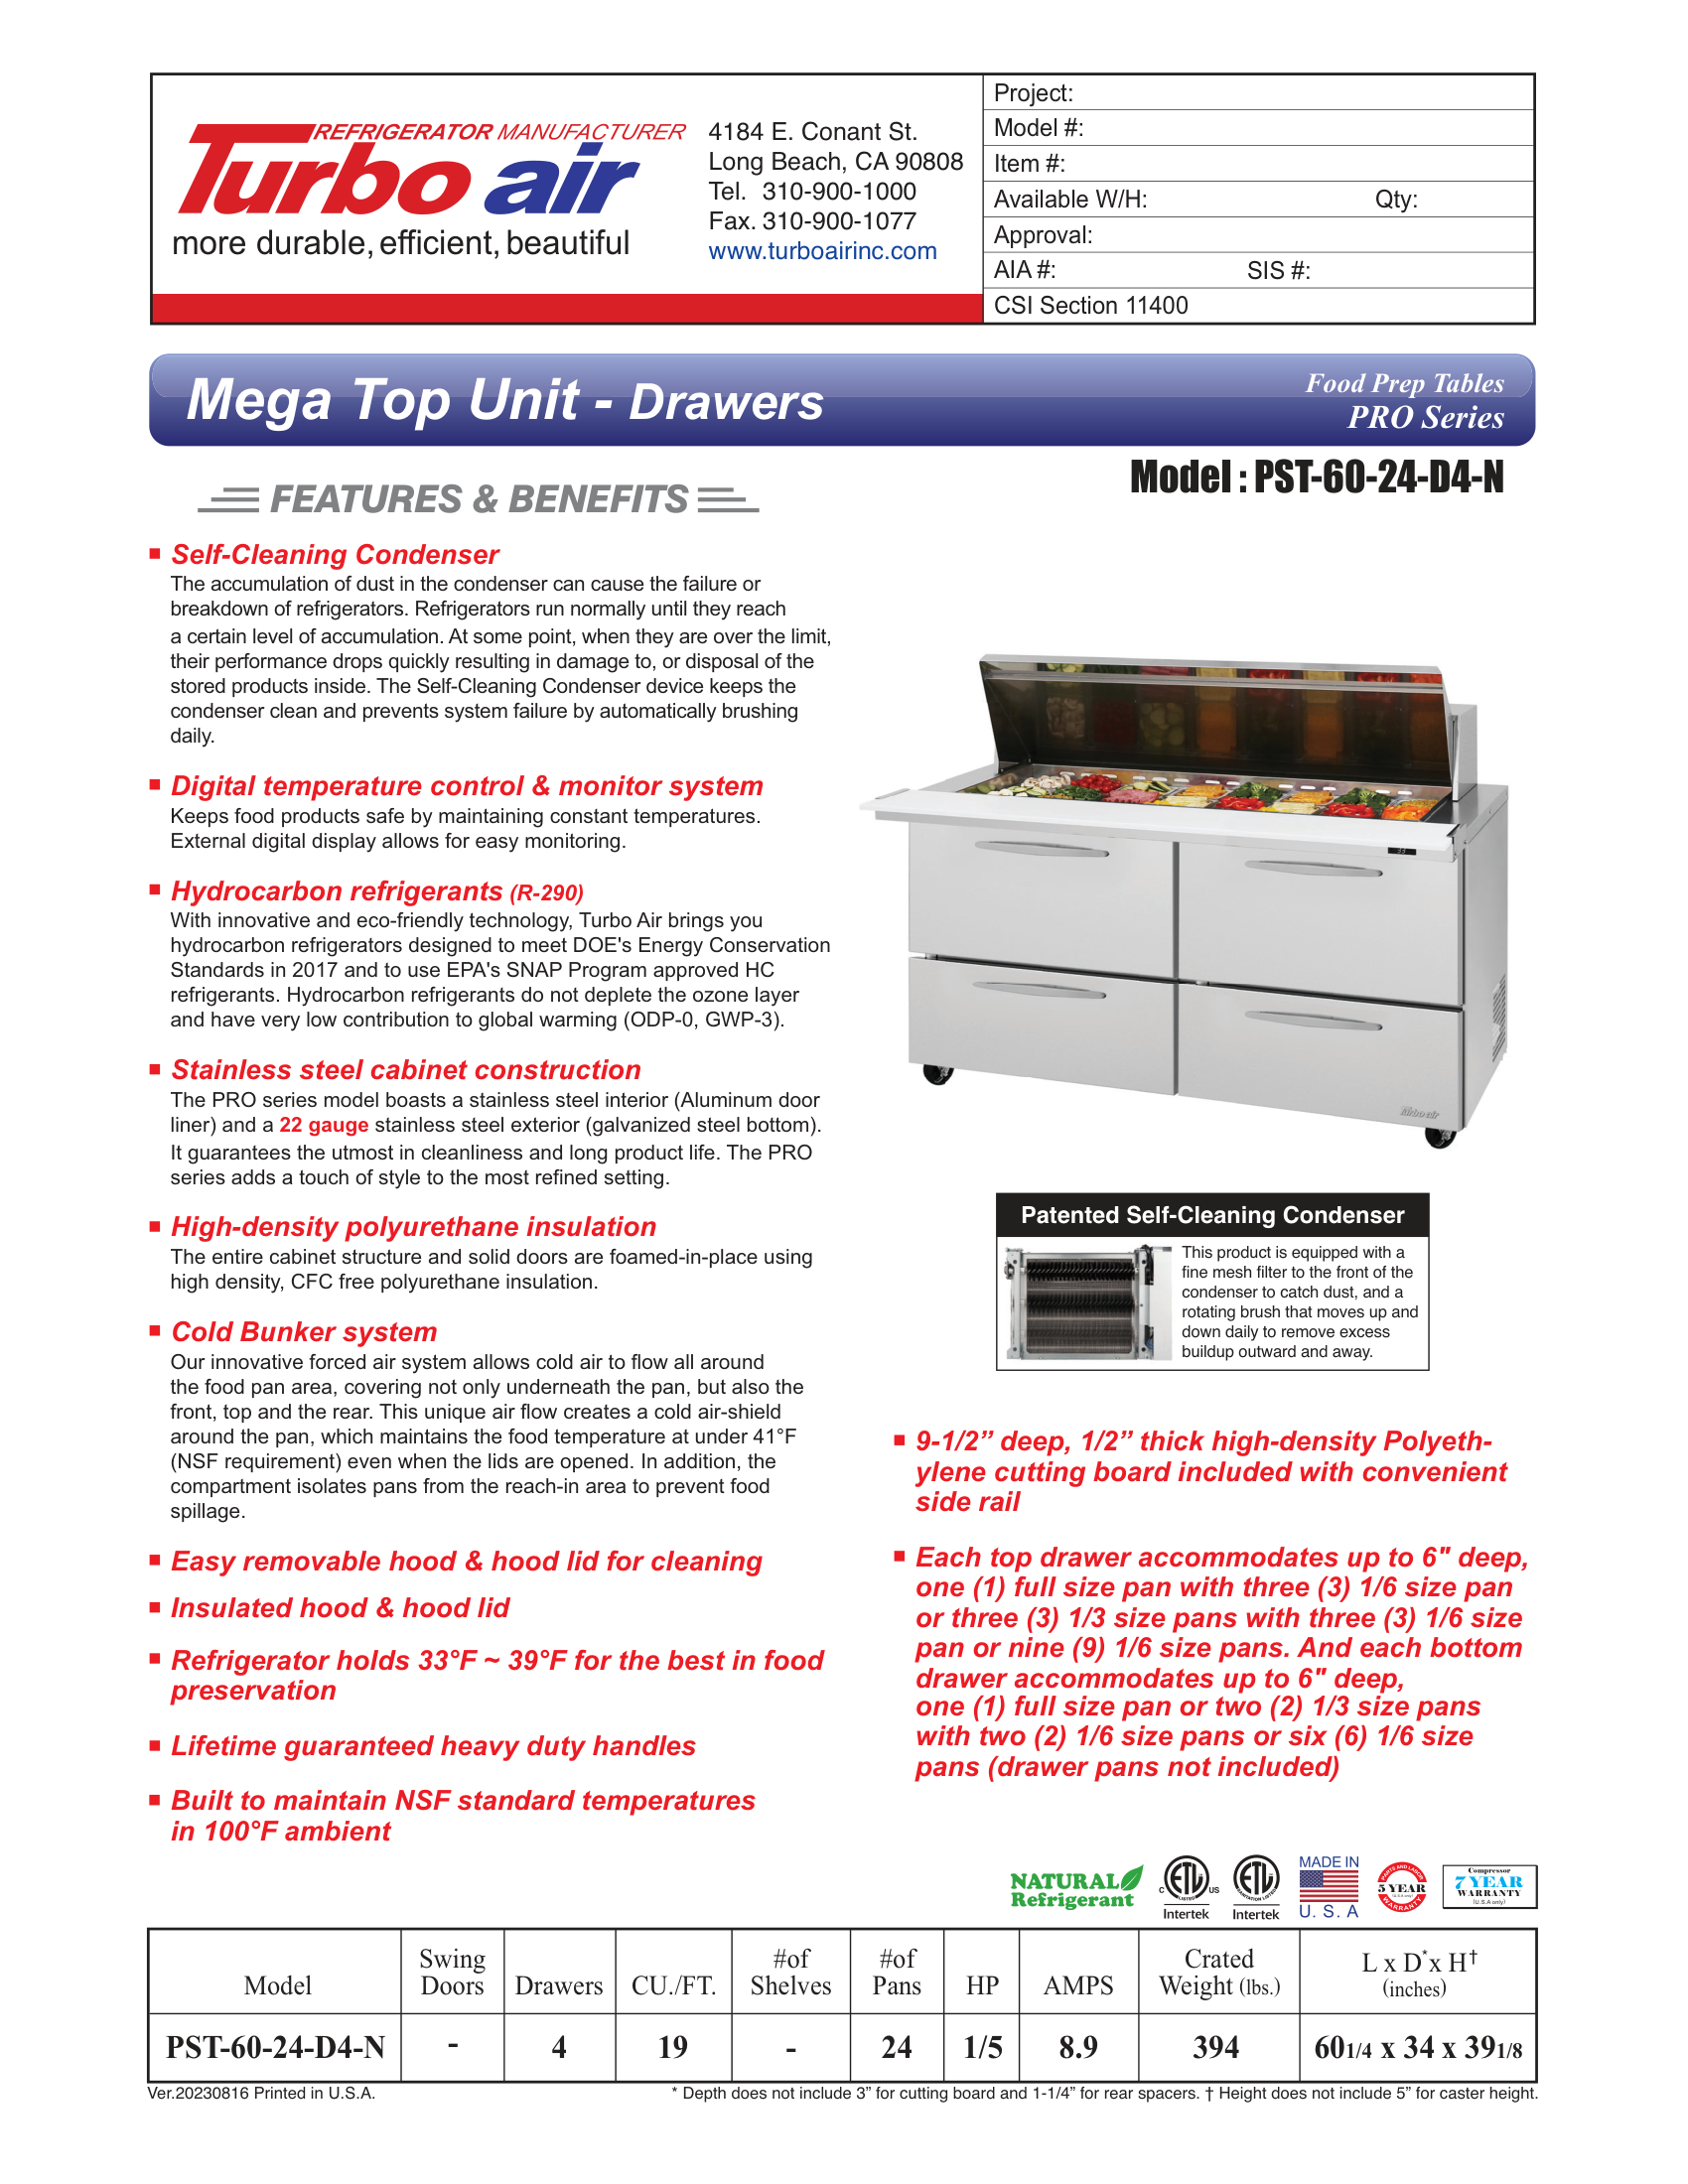 REFRIGERATOR MANUFACTURER
Turbo air
more durable, efficient, beautiful
4184 E. Conant St.
Long Beach, CA 90808
Tel. 310-900-1000
Fax. 310-900-1077
www.turboairinc.com
Project:
Model #:
Item #:
Available W/H: Qty:
Approval:
AIA #: SIS #:
CSI Section 11400
Mega Top Unit - Drawers
Food Prep Tables
PRO Series
Model : PST-60-24-D4-N
FEATURES & BENEFITS
Self-Cleaning Condenser
The accumulation of dust in the condenser can cause the failure or
breakdown of refrigerators. Refrigerators run normally until they reach
a certain level of accumulation. At some point, when they are over the limit,
their performance drops quickly resulting in damage to, or disposal of the
stored products inside. The Self-Cleaning Condenser device keeps the
condenser clean and prevents system failure by automatically brushing
daily.
Digital temperature control & monitor system
Keeps food products safe by maintaining constant temperatures.
External digital display allows for easy monitoring.
Hydrocarbon refrigerants (R-290)
With innovative and eco-friendly technology, Turbo Air brings you
hydrocarbon refrigerators designed to meet DOE's Energy Conservation
Standards in 2017 and to use EPA's SNAP Program approved HC
refrigerants. Hydrocarbon refrigerants do not deplete the ozone layer
and have very low contribution to global warming (ODP-0, GWP-3).
Stainless steel cabinet construction
The PRO series model boasts a stainless steel interior (Aluminum door
liner) and a 22 gauge stainless steel exterior (galvanized steel bottom).
It guarantees the utmost in cleanliness and long product life. The PRO
series adds a touch of style to the most refined setting.
High-density polyurethane insulation
The entire cabinet structure and solid doors are foamed-in-place using
high density, CFC free polyurethane insulation.
Cold Bunker system
Our innovative forced air system allows cold air to flow all around
the food pan area, covering not only underneath the pan, but also the
front, top and the rear. This unique air flow creates a cold air-shield
around the pan, which maintains the food temperature at under 41°F
(NSF requirement) even when the lids are opened. In addition, the
compartment isolates pans from the reach-in area to prevent food
spillage.
Easy removable hood & hood lid for cleaning
Insulated hood & hood lid
Refrigerator holds 33°F ~ 39°F for the best in food
preservation
Lifetime guaranteed heavy duty handles
Built to maintain NSF standard temperatures
in 100°F ambient
33
Turbo air
Patented Self-Cleaning Condenser
This product is equipped with a
fine mesh filter to the front of the
condenser to catch dust, and a
rotating brush that moves up and
down daily to remove excess
buildup outward and away.
9-1/2” deep, 1/2” thick high-density Polyeth-
ylene cutting board included with convenient
side rail
Each top drawer accommodates up to 6" deep,
one (1) full size pan with three (3) 1/6 size pan
or three (3) 1/3 size pans with three (3) 1/6 size
pan or nine (9) 1/6 size pans. And each bottom
drawer accommodates up to 6" deep,
one (1) full size pan or two (2) 1/3 size pans
with two (2) 1/6 size pans or six (6) 1/6 size
pans (drawer pans not included)
NATURAL
Refrigerant
C ETL US
LISTED
Intertek
ETL
SANITATION LISTED
Intertek
MADE IN
U. S. A
PARTS AND LABOR
5 YEAR
(U.S.A only)
WARRANTY
Compressor
7 YEAR
WARRANTY
(U.S.A only)
Model Swing Doors Drawers CU./FT. #of Shelves #of Pans HP AMPS Crated Weight (lbs.) L x D* x H† (inches)
PST-60-24-D4-N - 4 19 - 24 1/5 8.9 394 60 1/4 x 34 x 39 1/8
Ver.20230816 Printed in U.S.A.
* Depth does not include 3” for cutting board and 1-1/4” for rear spacers. † Height does not include 5” for caster height.